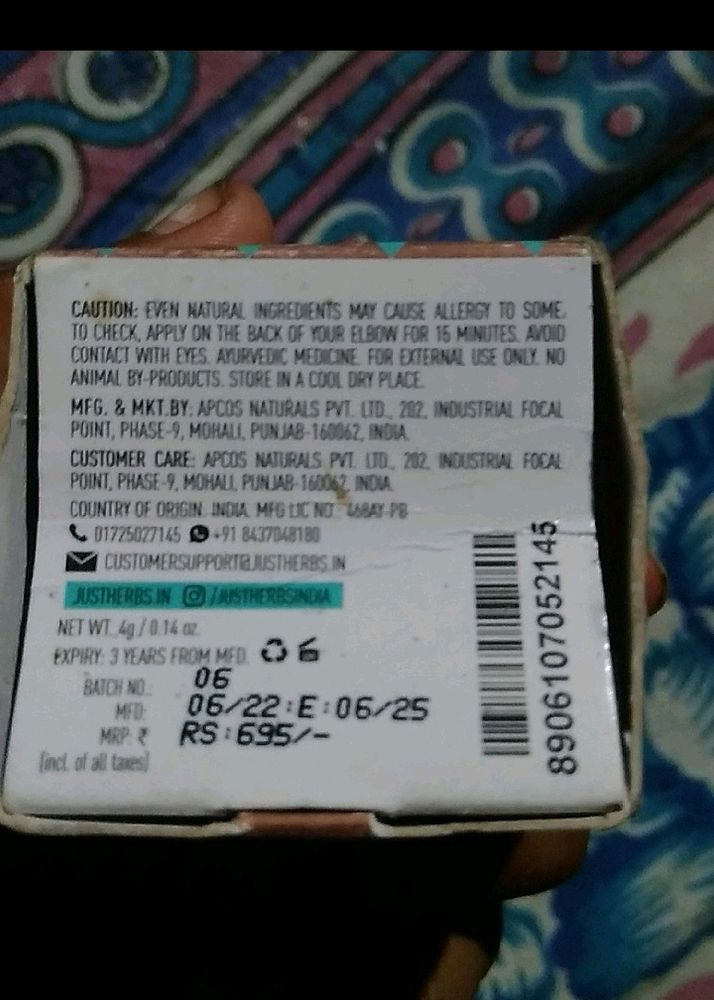 CAUTION: EVEN NATURAL INGREDIENTS MAY CAUSE ALLERGY TO SOME.
TO CHECK, APPLY ON THE BACK OF YOUR ELBOW FOR 15 MINUTES. AVOID
CONTACT WITH EYES. AYURVEDIC MEDICINE. FOR EXTERNAL USE ONLY. NO
ANIMAL BY-PRODUCTS. STORE IN A COOL DRY PLACE.
MFG. & MKT.BY: APCOS NATURALS PVT. LTD., 202, INDUSTRIAL FOCAL
POINT, PHASE-9, MOHALI, PUNJAB-160062, INDIA.
CUSTOMER CARE: APCOS NATURALS PVT. LTD., 202, INDUSTRIAL FOCAL
POINT, PHASE-9, MOHALI, PUNJAB-160062, INDIA.
COUNTRY OF ORIGIN: INDIA. MFG LIC NO : 468AY-PB
01725027145 +91 8437048180
CUSTOMERSUPPORT@JUSTHERBS.IN
JUSTHERBS.IN /JUSTHERBSINDIA
NET WT. 4g / 0.14 oz.
EXPIRY: 3 YEARS FROM MFD.
BATCH NO.: 06
MFD: 06/22:E:06/25
MRP: ₹ RS:695/-
(incl. of all taxes)
8906107052145